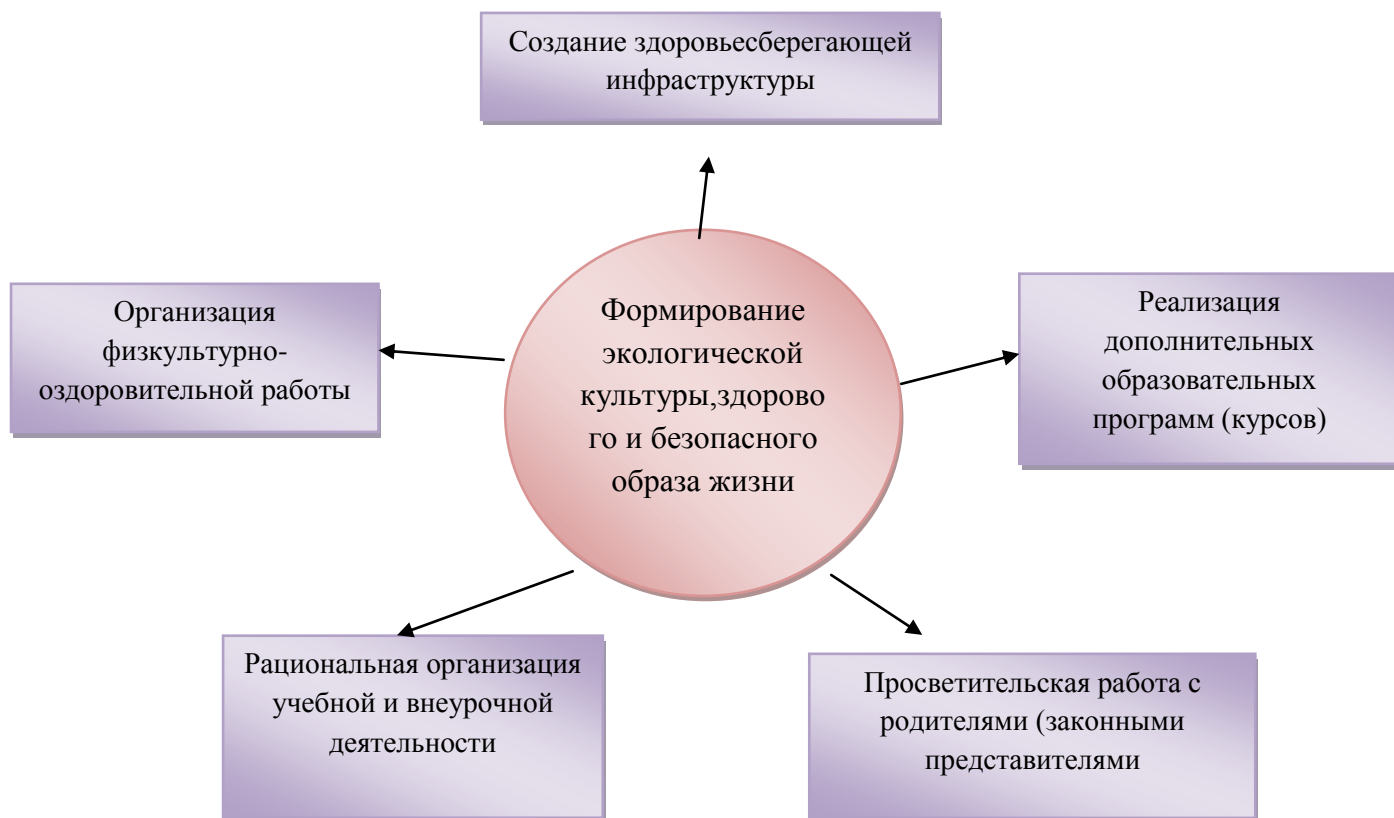 Создание здоровьесберегающей
инфраструктуры
Организация
физкультурно-
оздоровительной работы
Формирование
экологической
культуры,здорово
го и безопасного
образа жизни
Реализация
дополнительных
образовательных
программ (курсов)
Рациональная организация
учебной и внеурочной
деятельности
Просветительская работа с
родителями (законными
представителями